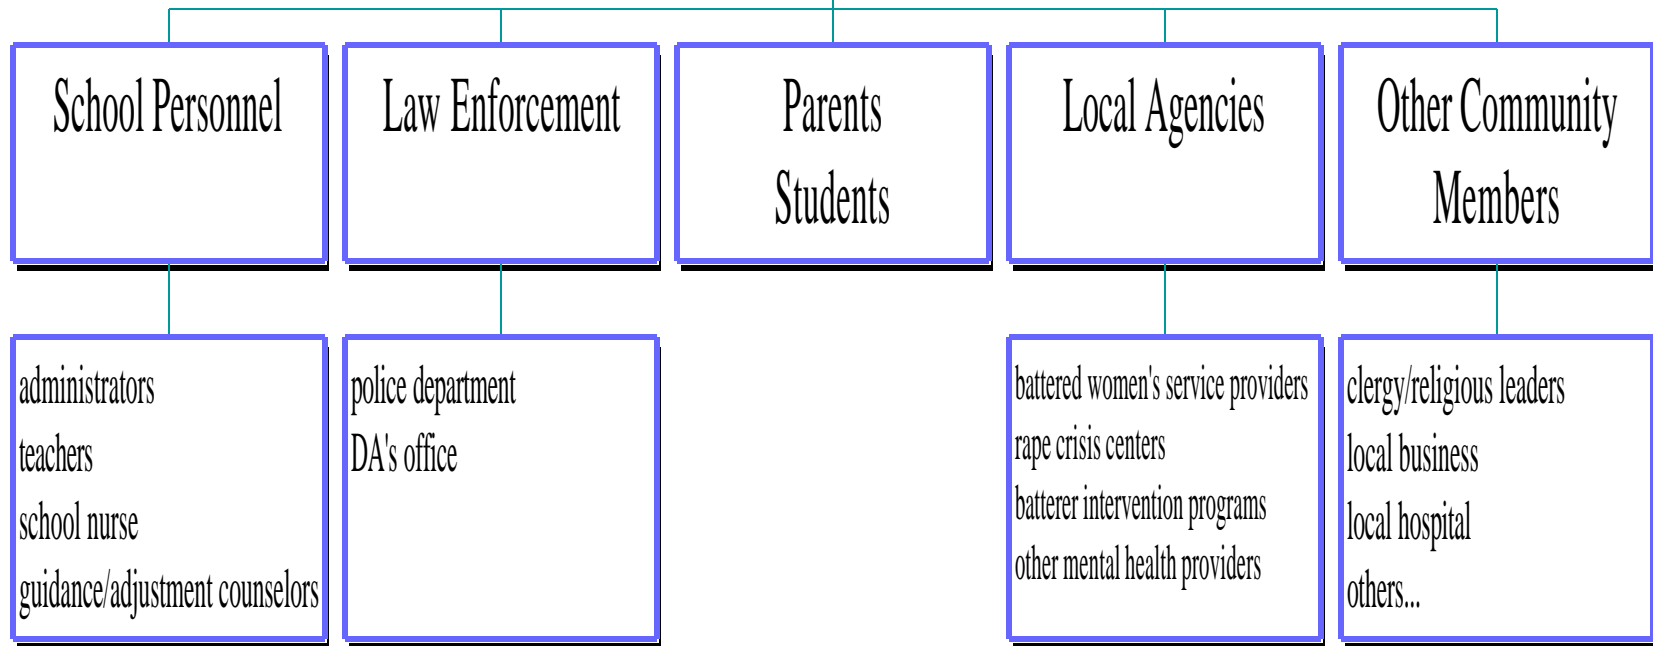 School Personnel
Law Enforcement
Parents
Students
Local Agencies
Other Community
Members
administrators
teachers
school nurse
guidance/adjustment counselors
police department
DA's office
battered women's service providers
rape crisis centers
batterer intervention programs
other mental health providers
clergy/religious leaders
local business
local hospital
others...